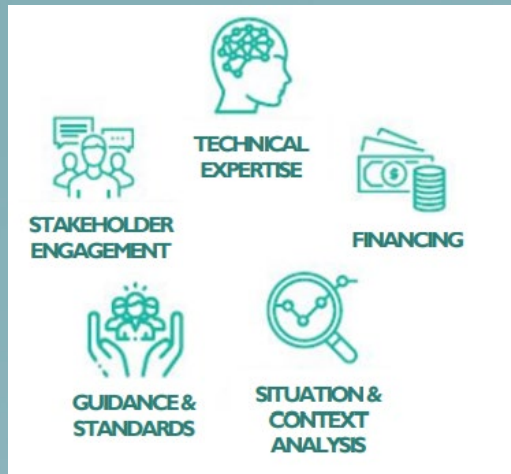 TECHNICAL
EXPERTISE
STAKEHOLDER
ENGAGEMENT
FINANCING
GUIDANCE &
STANDARDS
SITUATION &
CONTEXT
ANALYSIS